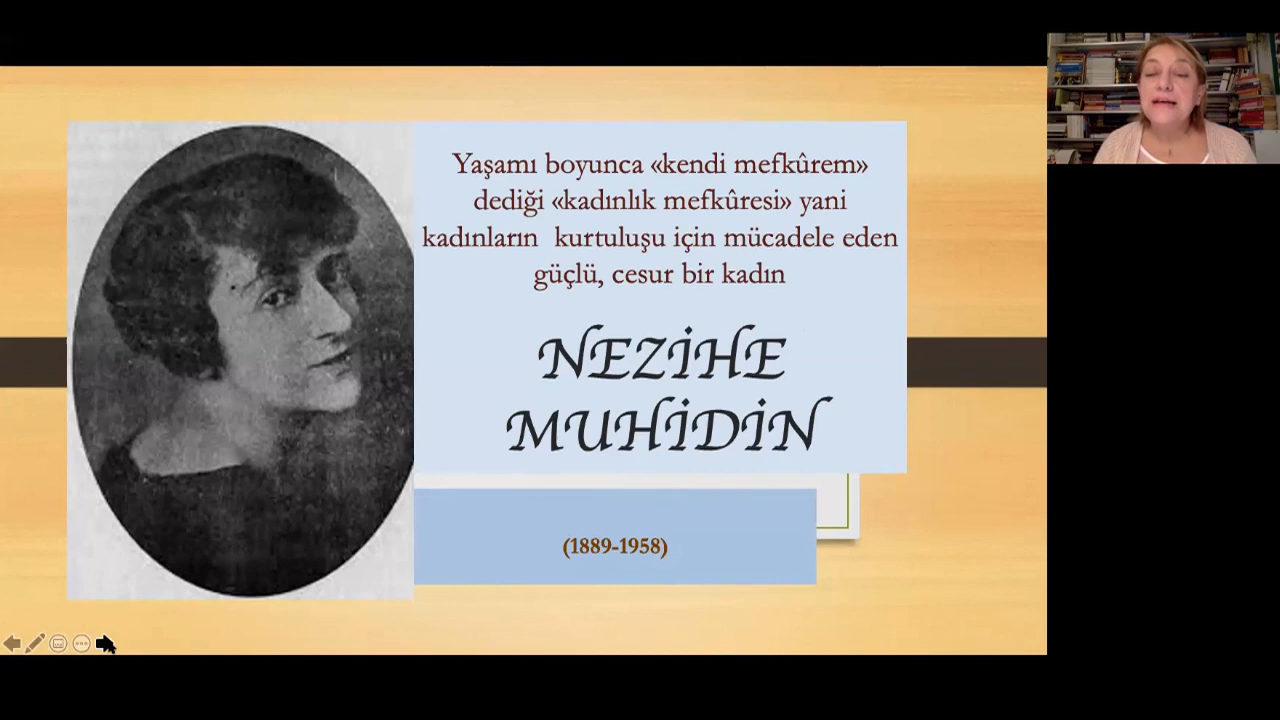 Yaşamı boyunca «kendi mefkûrem»
dediği «kadınlık mefkûresi» yani
kadınların kurtuluşu için mücadele eden
güçlü, cesur bir kadın
NEZİHE
MUHİDİN
(1889-1958)